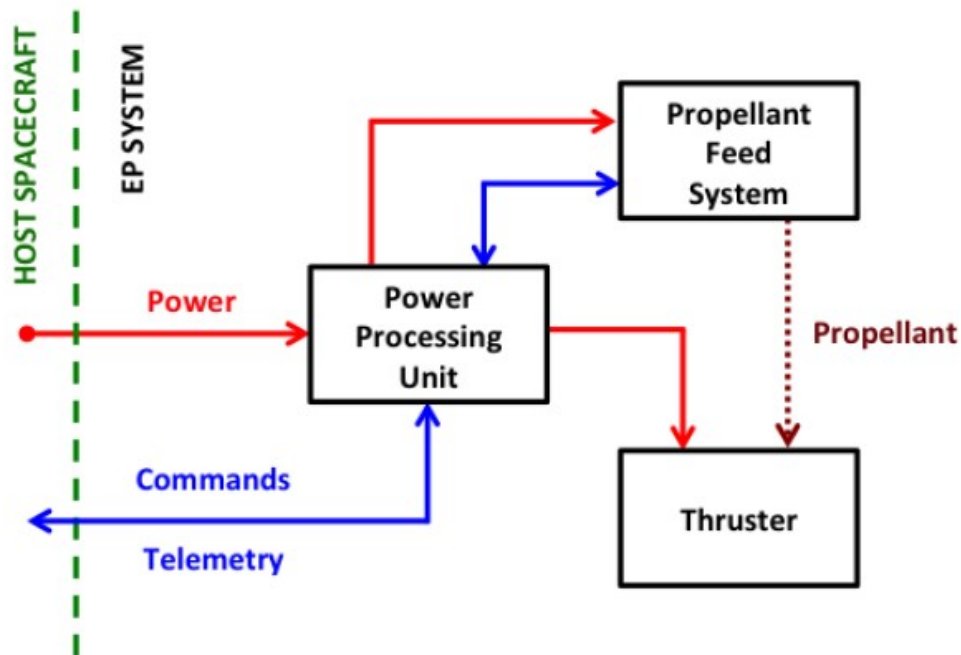 HOST SPACECRAFT
EP SYSTEM
Propellant
Feed
System
Power
Power
Processing
Unit
Propellant
Commands
Telemetry
Thruster